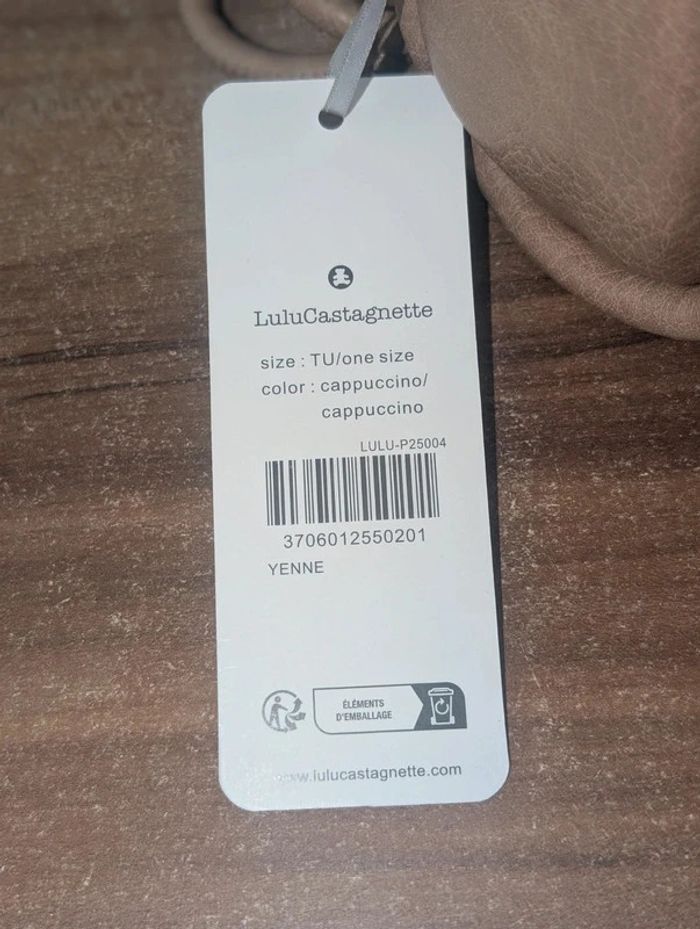 LuluCastagnette
size : TU/one size
color : cappuccino/
cappuccino
LULU-P25004
3706012550201
YENNE
ÉLÉMENTS
D'EMBALLAGE
www.lulucastagnette.com